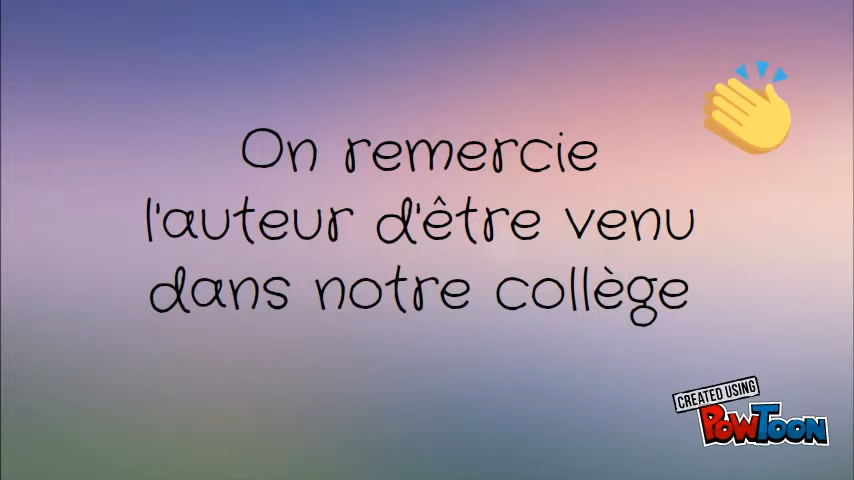 On remercie
l'auteur d'être venu
dans notre collège
CREATED USING
POWTOON